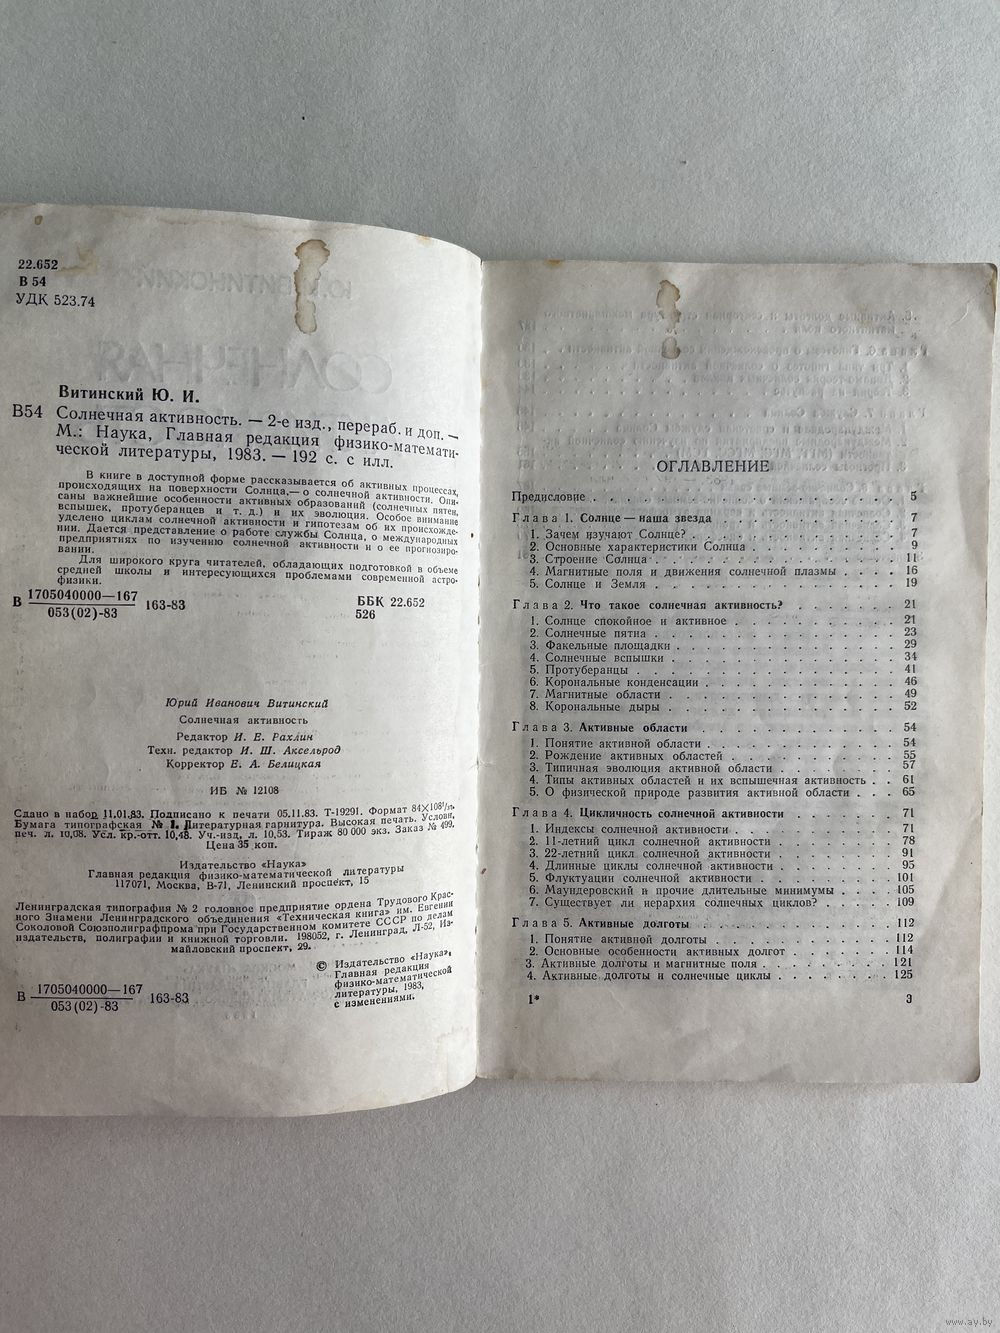 22.652
В 54
УДК 523.74
Витинский Ю. И.
В54 Солнечная активность. — 2-е изд., перераб. и доп. —
М.: Наука, Главная редакция физико-математи-
ческой литературы, 1983. — 192 с. с илл.
В книге в доступной форме рассказывается об активных процессах,
происходящих на поверхности Солнца,— о солнечной активности. Опи-
саны важнейшие особенности активных образований (солнечных пятен,
вспышек, протуберанцев и т. д.) и их эволюция. Особое внимание
уделено циклам солнечной активности и гипотезам об их происхожде-
нии. Дается представление о работе службы Солнца, о международных
предприятиях по изучению солнечной активности и о ее прогнозиро-
вании.
Для широкого круга читателей, обладающих подготовкой в объеме
средней школы и интересующихся проблемами современной астро-
физики.
В 1705040000—167
053(02)-83 163-83
ББК 22.652
526
Юрий Иванович Витинский
Солнечная активность
Редактор И. Е. Рахлин
Техн. редактор И. Ш. Аксельрод
Корректор Е. А. Белицкая
ИБ № 12108
Сдано в набор 11.01.83. Подписано к печати 05.11.83. Т-19291. Формат 84×108¹/₃₂.
Бумага типографская № 1. Литературная гарнитура. Высокая печать. Условн.
печ. л. 10,08. Усл. кр.-отт. 10,48. Уч.-изд. л. 10,53. Тираж 80 000 экз. Заказ № 499.
Цена 35 коп.
Издательство «Наука»
Главная редакция физико-математической литературы
117071, Москва, В-71, Ленинский проспект, 15
Ленинградская типография № 2 головное предприятие ордена Трудового Крас-
ного Знамени Ленинградского объединения «Техническая книга» им. Евгении
Соколовой Союзполиграфпрома при Государственном комитете СССР по делам
издательств, полиграфии и книжной торговли. 198052, г. Ленинград, Л-52, Из-
майловский проспект, 29.
© Издательство «Наука»,
Главная редакция
физико-математической
литературы, 1983,
с изменениями.
В 1705040000—167
053(02)-83 163-83
ОГЛАВЛЕНИЕ
Предисловие . . . 5
Глава 1. Солнце — наша звезда . . . 7
1. Зачем изучают Солнце? . . . 7
2. Основные характеристики Солнца . . . 9
3. Строение Солнца . . . 11
4. Магнитные поля и движения солнечной плазмы . . . 16
5. Солнце и Земля . . . 19
Глава 2. Что такое солнечная активность? . . . 21
1. Солнце спокойное и активное . . . 21
2. Солнечные пятна . . . 23
3. Факельные площадки . . . 29
4. Солнечные вспышки . . . 34
5. Протуберанцы . . . 41
6. Корональные конденсации . . . 46
7. Магнитные области . . . 49
8. Корональные дыры . . . 52
Глава 3. Активные области . . . 54
1. Понятие активной области . . . 54
2. Рождение активных областей . . . 55
3. Типичная эволюция активной области . . . 57
4. Типы активных областей и их вспышечная активность . . . 61
5. О физической природе развития активной области . . . 65
Глава 4. Цикличность солнечной активности . . . 71
1. Индексы солнечной активности . . . 71
2. 11-летний цикл солнечной активности . . . 78
3. 22-летний цикл солнечной активности . . . 91
4. Длинные циклы солнечной активности . . . 95
5. Флуктуации солнечной активности . . . 101
6. Маундеровский и прочие длительные минимумы . . . 105
7. Существует ли иерархия солнечных циклов? . . . 109
Глава 5. Активные долготы . . . 112
1. Понятие активной долготы . . . 112
2. Основные особенности активных долгот . . . 114
3. Активные долготы и магнитные поля . . . 121
4. Активные долготы и солнечные циклы . . . 125
1* 3
www.ay.by